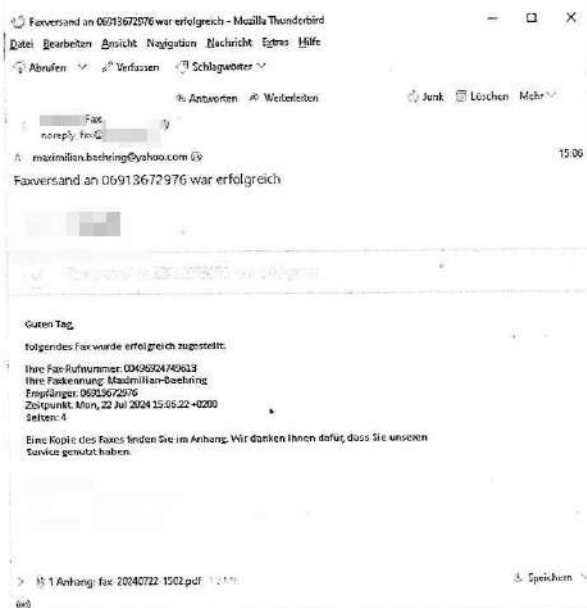 Faxversand an 06913672976 war erfolgreich - Mozilla Thunderbird
Datei Bearbeiten Ansicht Navigation Nachricht Extras Hilfe
Abrufen Verfassen Schlagwörter
Antworten Weiterleiten Junk Löschen Mehr
Fax
A maximilian.baehring@yahoo.com 15:06
Faxversand an 06913672976 war erfolgreich
Guten Tag,
folgendes Fax wurde erfolgreich zugestellt.
Ihre Fax-Rufnummer: 00496924749613
Ihre Faxkennung: Maximilian-Baehring
Empfänger: 06913672976
Zeitpunkt: Mon, 22 Jul 2024 15:05:22 +0200
Seiten: 4
Eine Kopie des Faxes finden Sie im Anhang. Wir danken Ihnen dafür, dass Sie unseren
Service genutzt haben.
1 Anhang: fax-20240722-1502.pdf Speichern